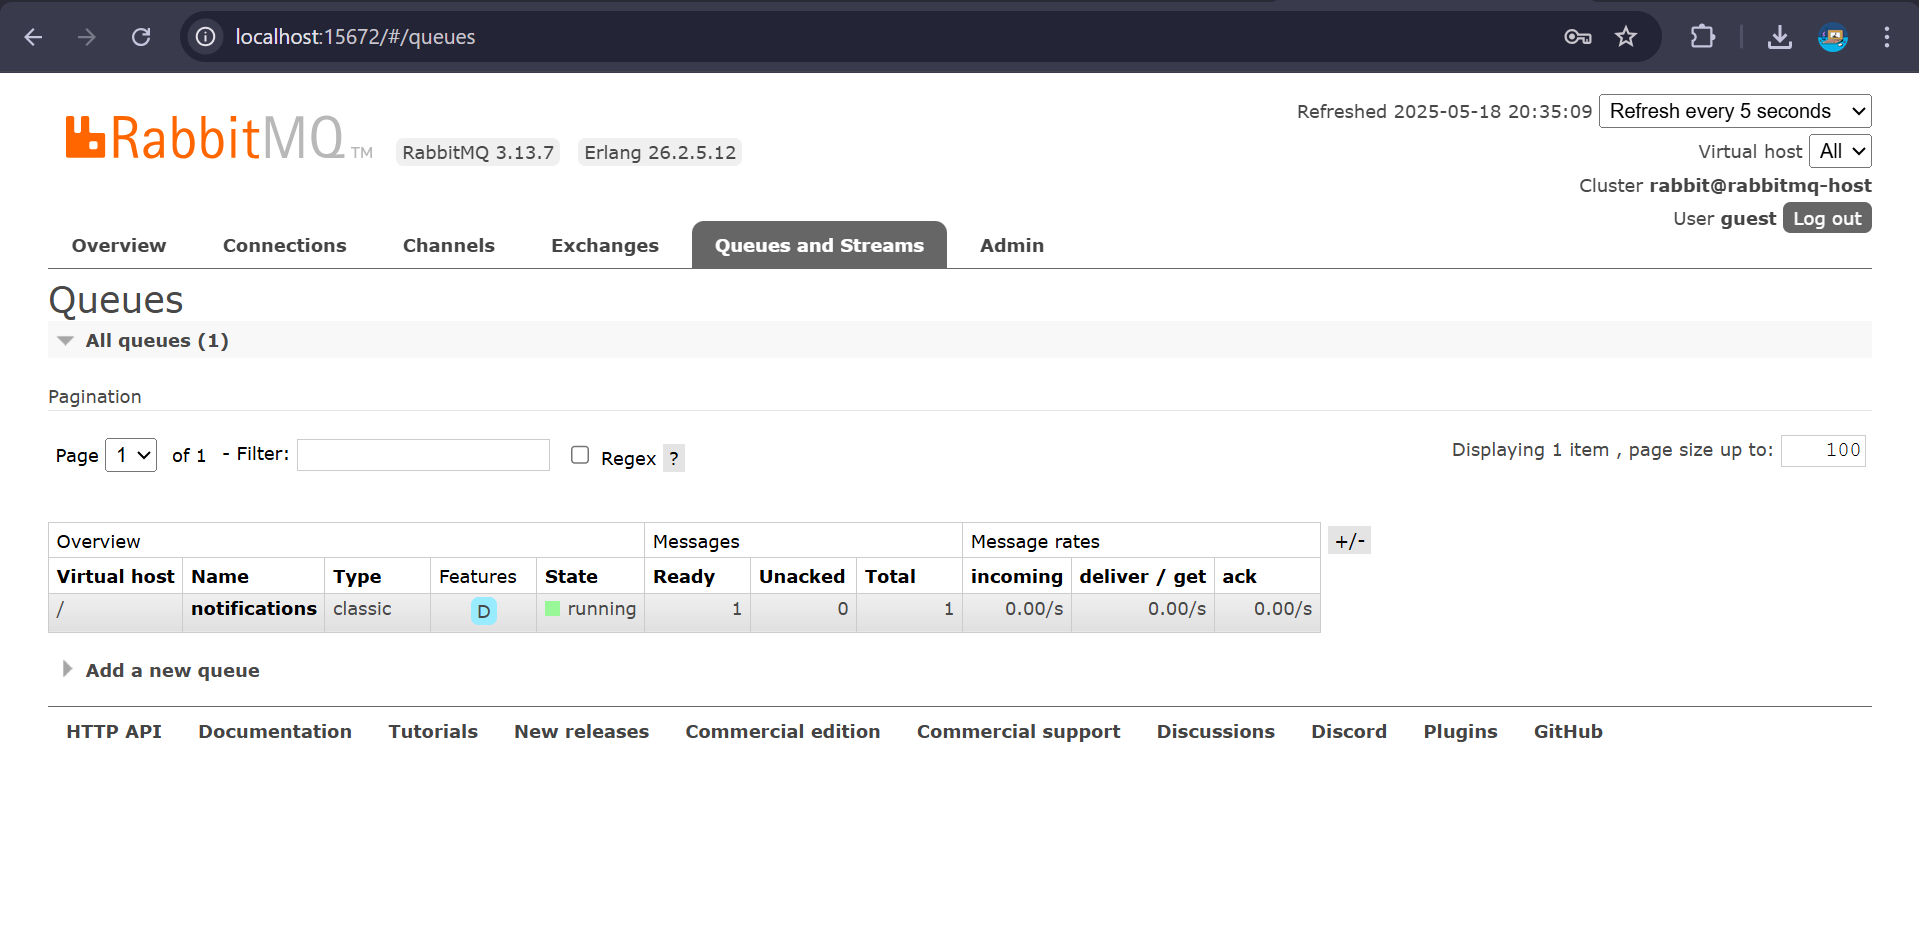 localhost:15672/#/queues
RabbitMQ TM RabbitMQ 3.13.7 Erlang 26.2.5.12
Refreshed 2025-05-18 20:35:09 Refresh every 5 seconds
Virtual host All
Cluster rabbit@rabbitmq-host
User guest Log out
Overview Connections Channels Exchanges Queues and Streams Admin
Queues
All queues (1)
Pagination
Page 1 of 1 - Filter: Regex ? Displaying 1 item , page size up to: 100
Overview Messages Message rates +/-
Virtual host Name Type Features State Ready Unacked Total incoming deliver / get ack
/ notifications classic D running 1 0 1 0.00/s 0.00/s 0.00/s
Add a new queue
HTTP API Documentation Tutorials New releases Commercial edition Commercial support Discussions Discord Plugins GitHub